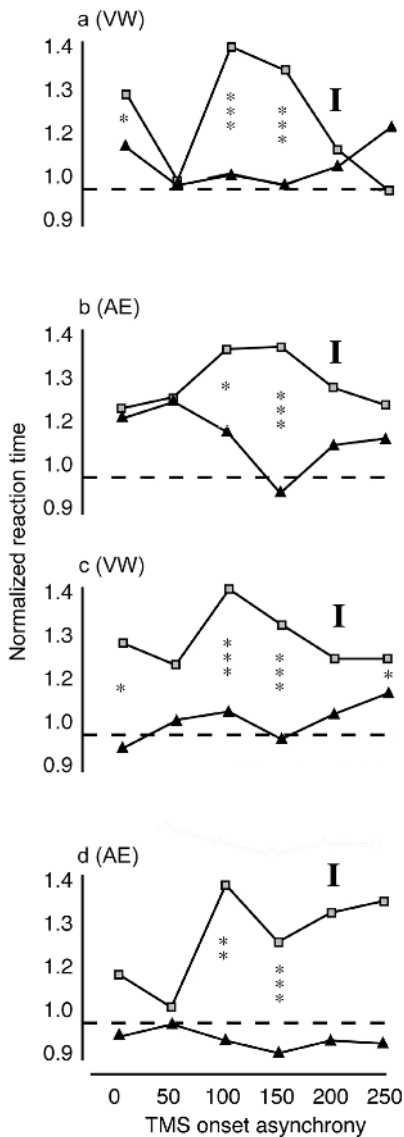 a (VW)
1.4
1.3
1.2
1.0
0.9
*
***
***
I
b (AE)
1.4
1.3
1.2
1.0
0.9
*
***
I
Normalized reaction time
c (VW)
1.4
1.3
1.2
1.0
0.9
*
***
***
*
I
d (AE)
1.4
1.3
1.2
1.0
0.9
**
***
I
0 50 100 150 200 250
TMS onset asynchrony